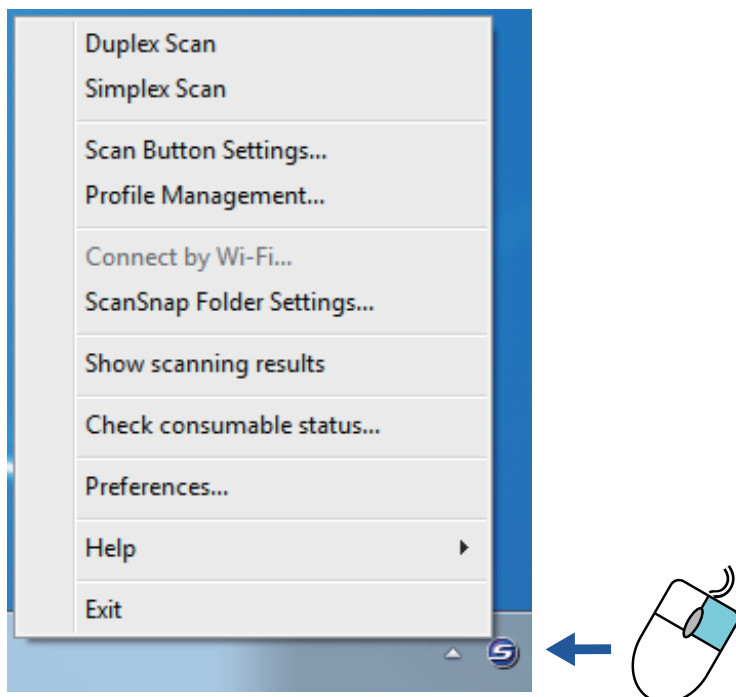 Duplex Scan
Simplex Scan
Scan Button Settings...
Profile Management...
Connect by Wi-Fi...
ScanSnap Folder Settings...
Show scanning results
Check consumable status...
Preferences...
Help
Exit
S